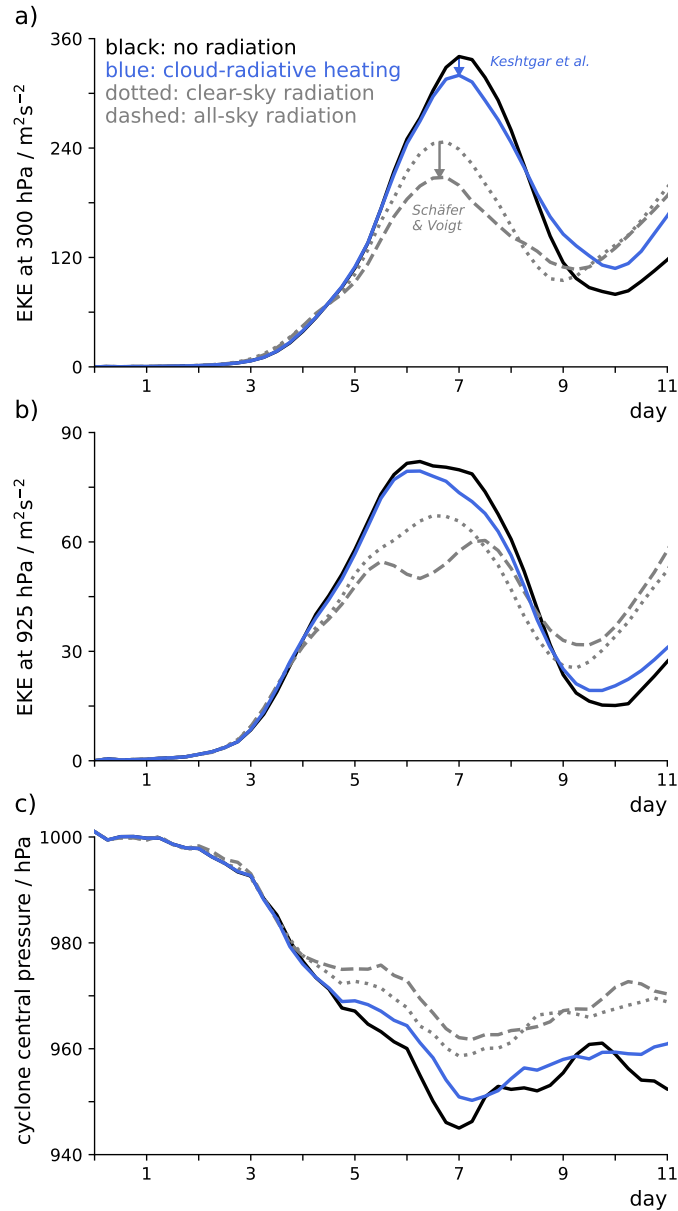 a)
EKE at 300 hPa / m²s⁻²
360
240
120
0
black: no radiation
blue: cloud-radiative heating
dotted: clear-sky radiation
dashed: all-sky radiation
Keshtgar et al.
Schäfer
& Voigt
1 3 5 7 9 11
day
b)
EKE at 925 hPa / m²s⁻²
90
60
30
0
1 3 5 7 9 11
day
c)
cyclone central pressure / hPa
1000
980
960
940
1 3 5 7 9 11
day